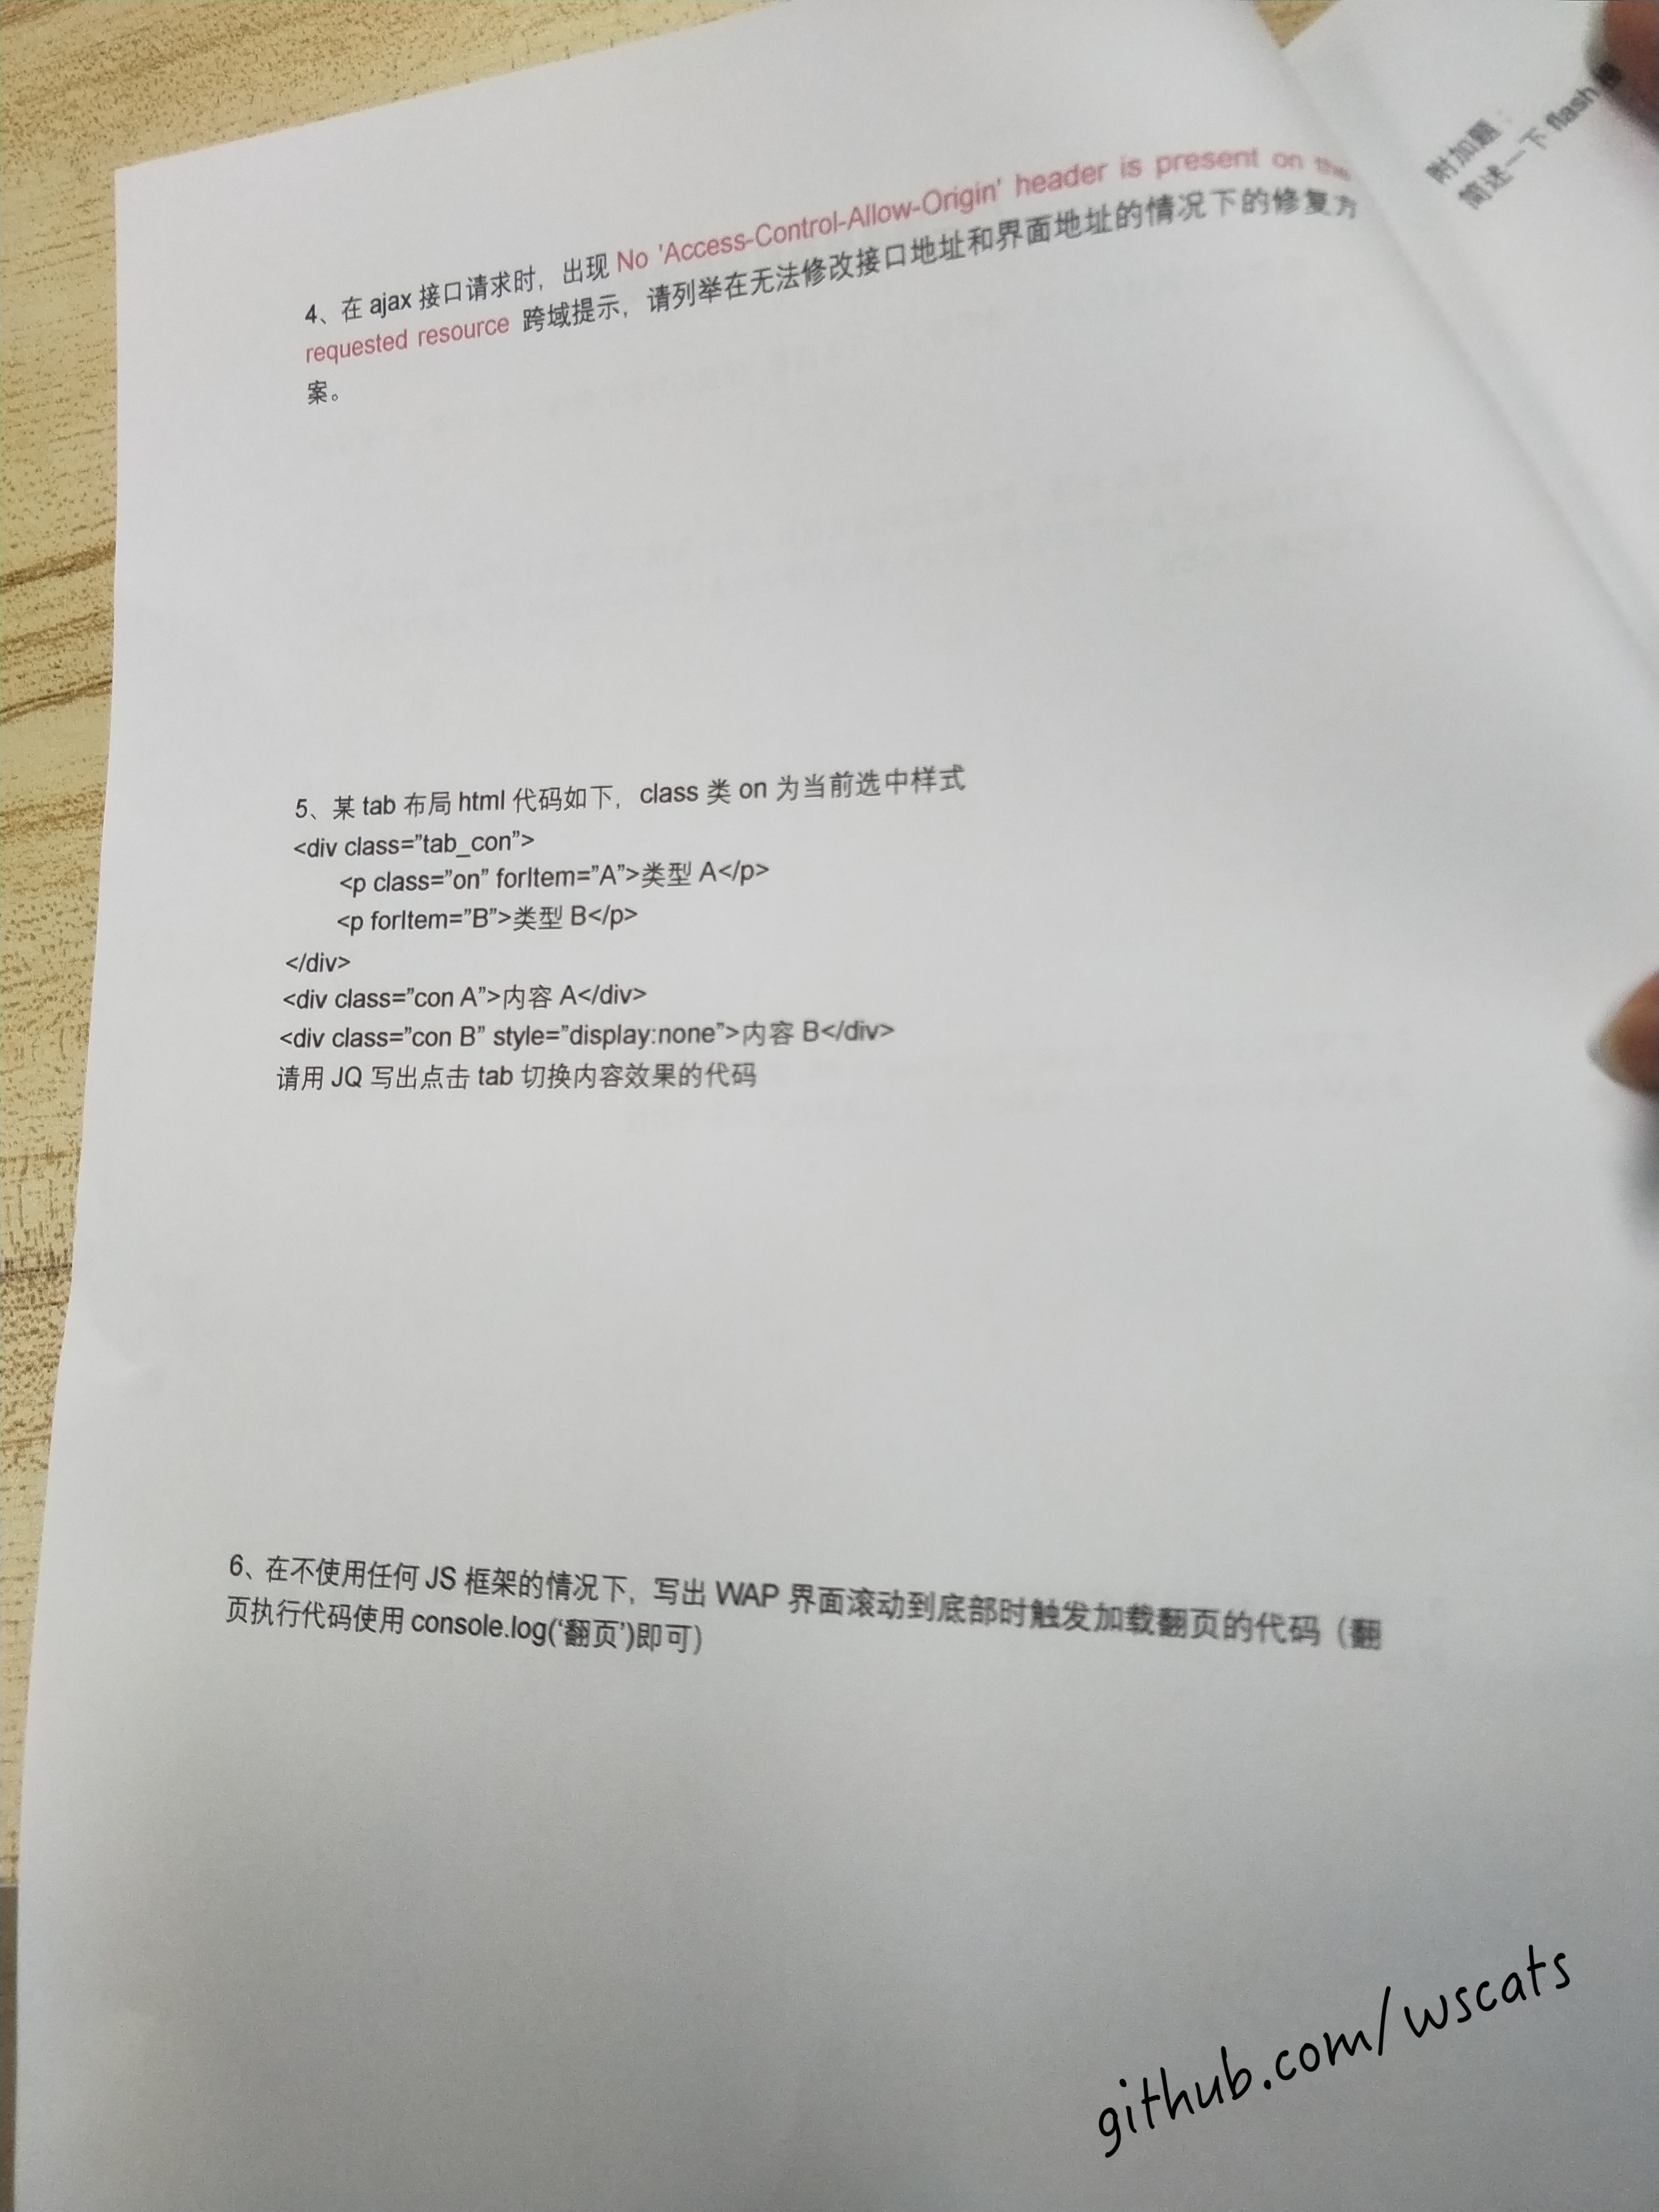 4、在 ajax 接口请求时，出现 No 'Access-Control-Allow-Origin' header is present on the
requested resource 跨域提示，请列举在无法修改接口地址和界面地址的情况下的修复方
案。
5、某 tab 布局 html 代码如下，class 类 on 为当前选中样式
<div class=”tab_con”>
<p class=”on” forItem=”A”>类型 A</p>
<p forItem=”B”>类型 B</p>
</div>
<div class=”con A”>内容 A</div>
<div class=”con B” style=”display:none”>内容 B</div>
请用 JQ 写出点击 tab 切换内容效果的代码
6、在不使用任何 JS 框架的情况下，写出 WAP 界面滚动到底部时触发加载翻页的代码（翻
页执行代码使用 console.log(‘翻页’)即可）
附加题：
简述一下 flash
github.com/wscats